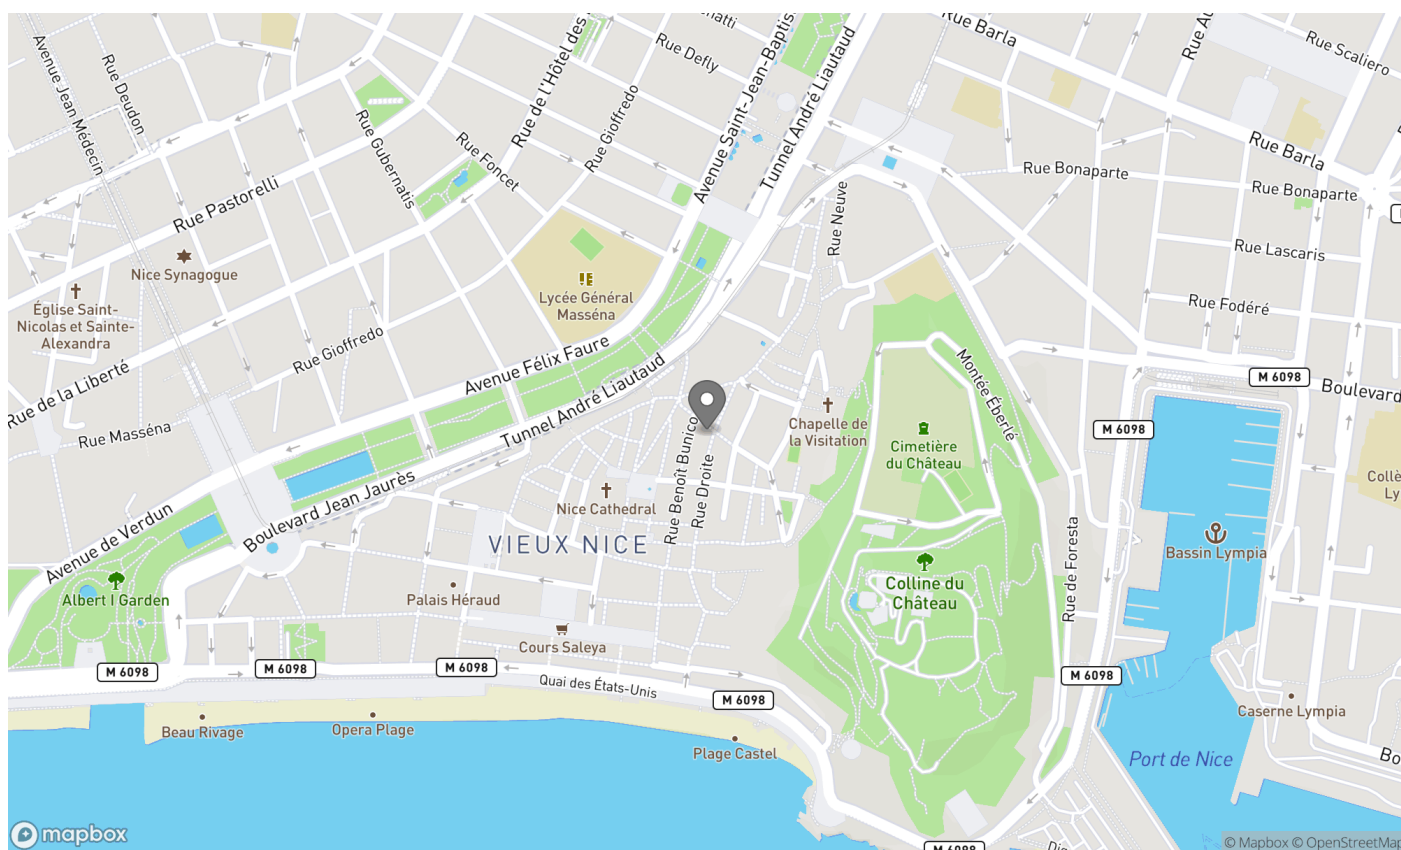 Rue Barla
Rue Scaliero
Rue Defly
Rue Deudon
Avenue Jean Médecin
Rue de l'Hôtel des
Avenue Saint-Jean-Baptis
Tunnel André Liautaud
Rue Gioffredo
Rue Gubernatis
Rue Foncet
Rue Barla
Rue Bonaparte
Rue Bonaparte
Rue Pastorelli
Rue Neuve
Rue Lascaris
Nice Synagogue
Lycée Général
Masséna
Rue Fodéré
Église Saint-
Nicolas et Sainte-
Alexandra
Rue Gioffredo
Avenue Félix Faure
Rue de la Liberté
Tunnel André Liautaud
Montée Éberlé
M 6098
Boulevard
Rue Masséna
Chapelle de
la Visitation
M 6098
Cimetière
du Château
Rue Benoît Bunico
Rue Droite
Collè
Ly
Boulevard Jean Jaurès
Nice Cathedral
Avenue de Verdun
VIEUX NICE
Bassin Lympia
Albert I Garden
Palais Héraud
Colline du
Château
Rue de Foresta
Cours Saleya
M 6098
M 6098
M 6098
M 6098
Quai des États-Unis
M 6098
Beau Rivage
Opera Plage
Plage Castel
Caserne Lympia
Port de Nice
Bo
mapbox
M 6098
© Mapbox © OpenStreetMap